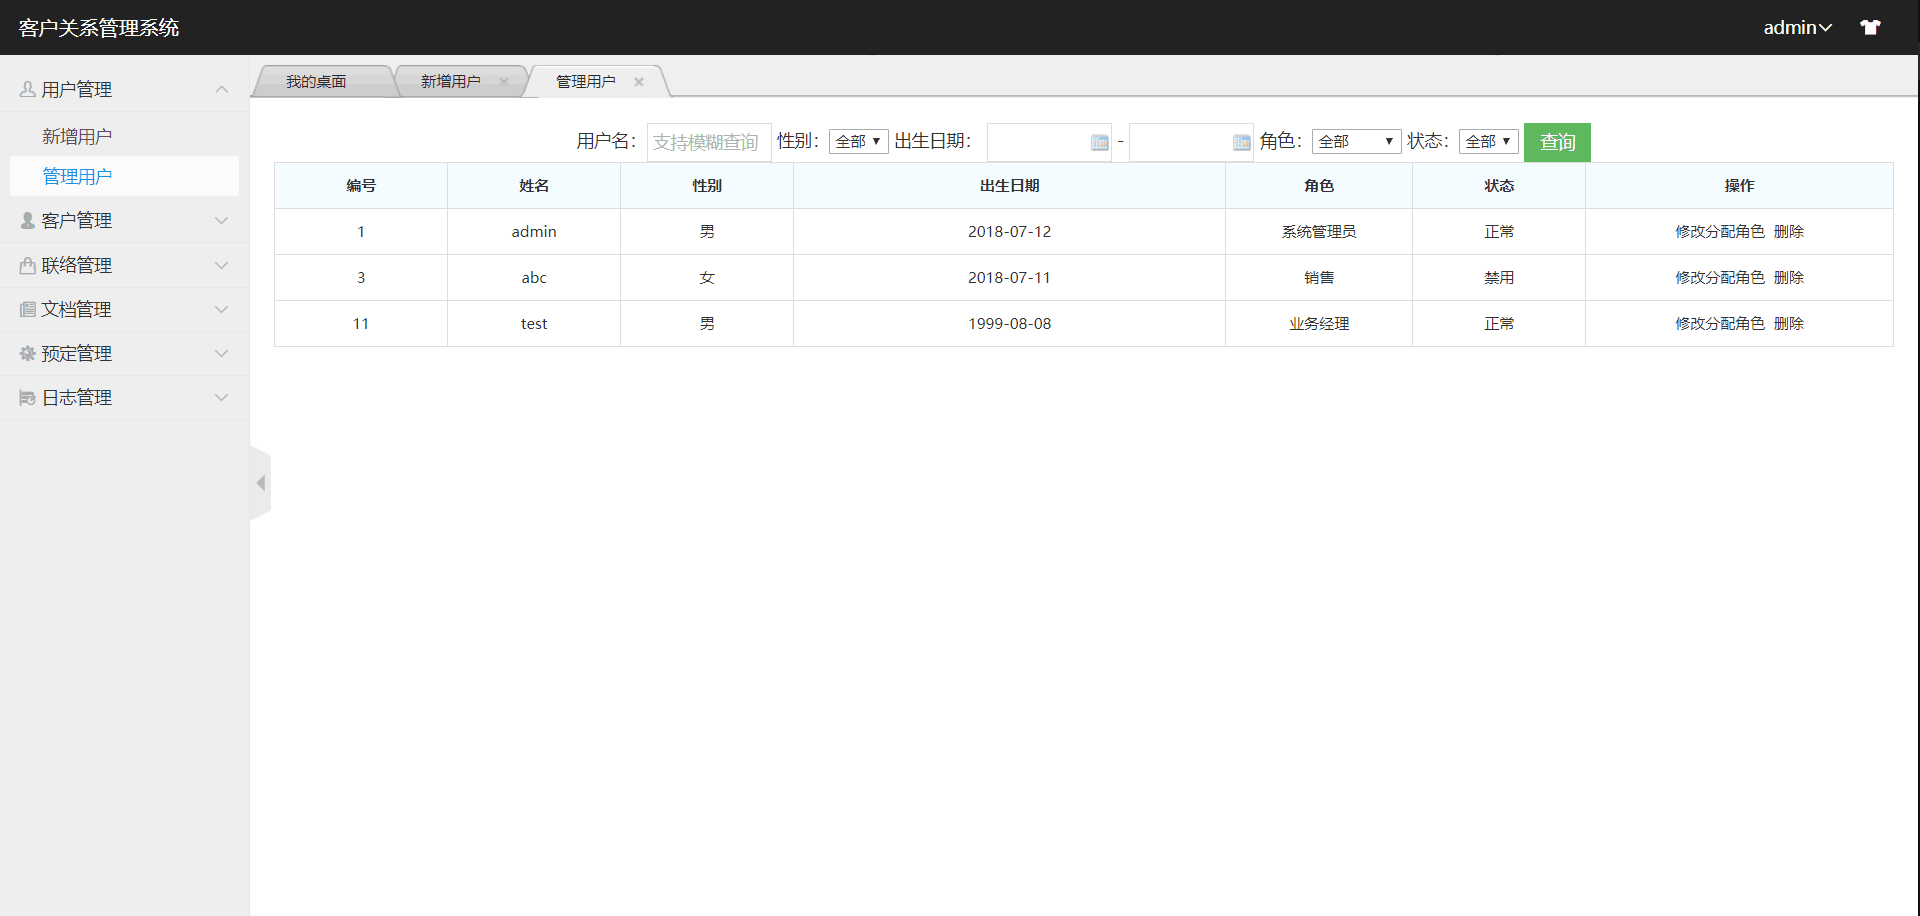 客户关系管理系统
admin
用户管理
新增用户
管理用户
客户管理
联络管理
文档管理
预定管理
日志管理
我的桌面 新增用户 管理用户
用户名： 支持模糊查询 性别： 全部 出生日期： - 角色： 全部 状态： 全部 查询
编号 姓名 性别 出生日期 角色 状态 操作
1 admin 男 2018-07-12 系统管理员 正常 修改分配角色 删除
3 abc 女 2018-07-11 销售 禁用 修改分配角色 删除
11 test 男 1999-08-08 业务经理 正常 修改分配角色 删除